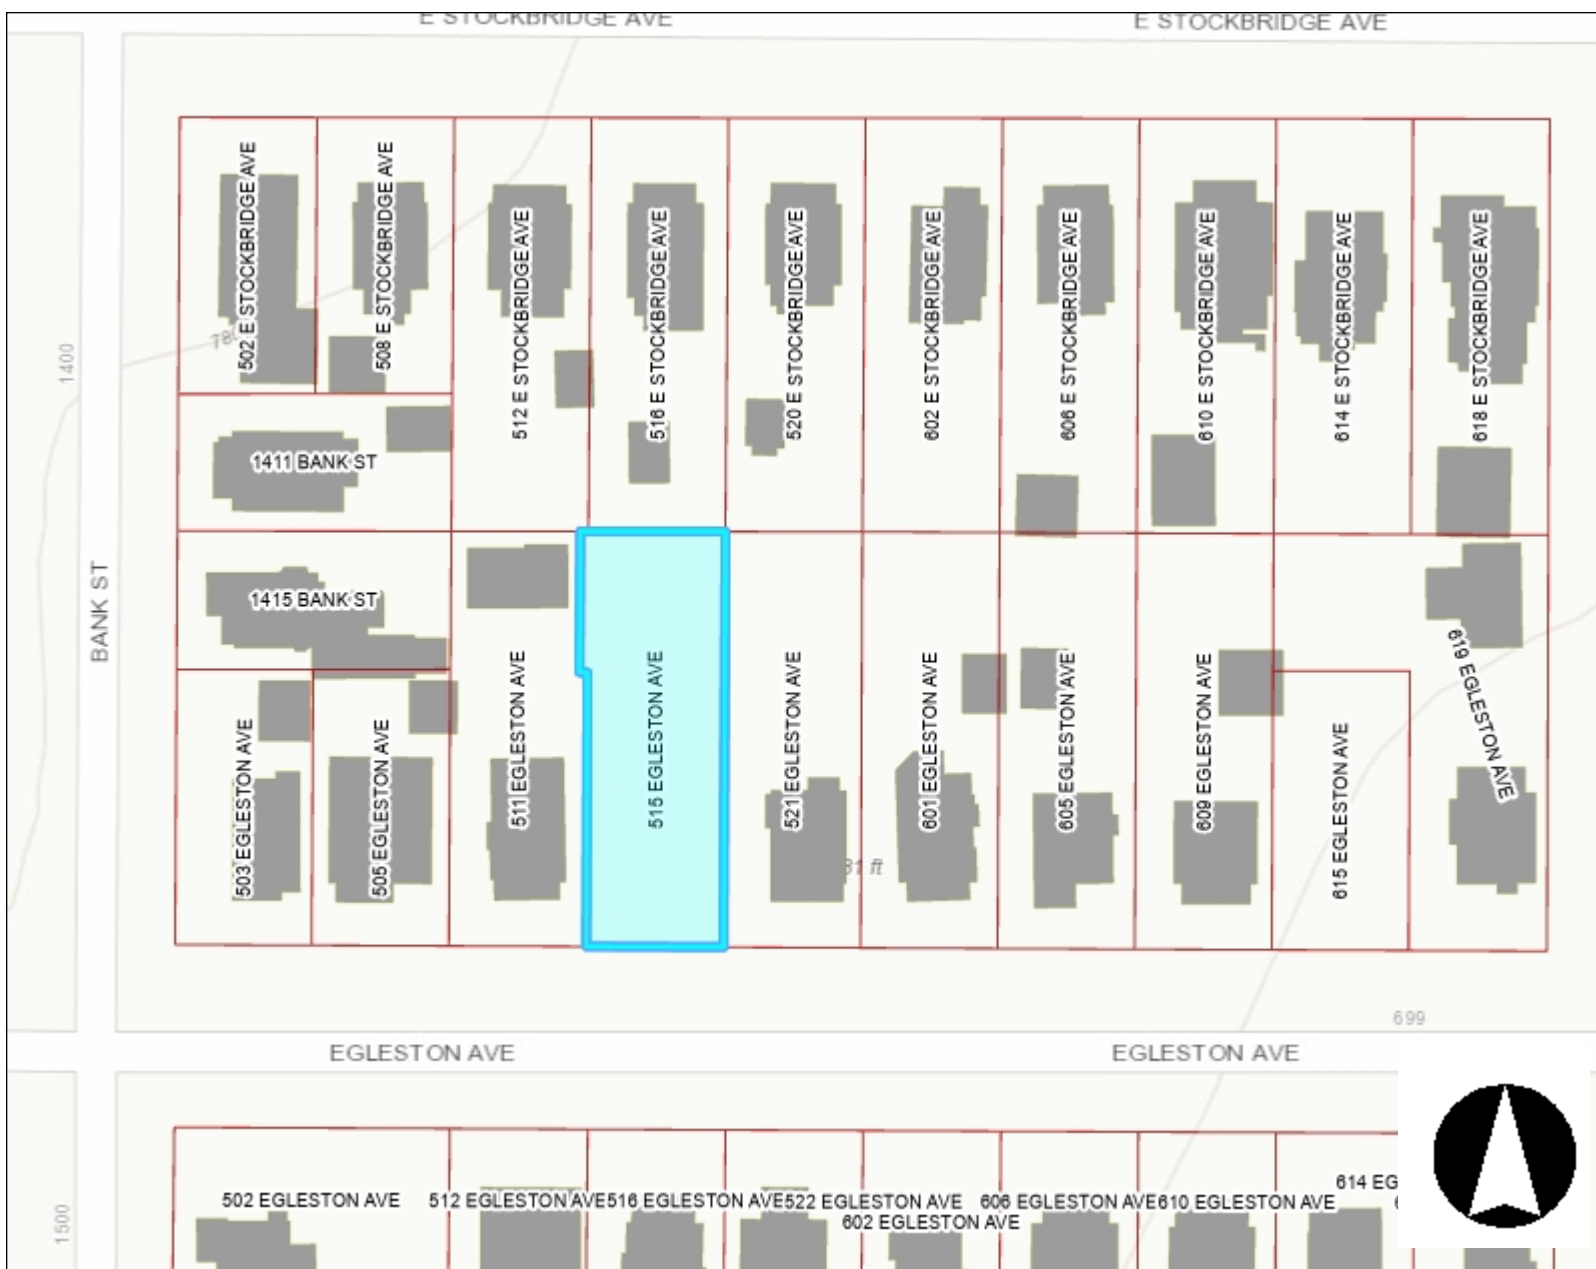 E STOCKBRIDGE AVE
E STOCKBRIDGE AVE
502 E STOCKBRIDGE AVE
508 E STOCKBRIDGE AVE
512 E STOCKBRIDGE AVE
516 E STOCKBRIDGE AVE
520 E STOCKBRIDGE AVE
602 E STOCKBRIDGE AVE
606 E STOCKBRIDGE AVE
610 E STOCKBRIDGE AVE
614 E STOCKBRIDGE AVE
618 E STOCKBRIDGE AVE
1400
1411 BANK ST
1415 BANK ST
BANK ST
503 EGLESTON AVE
505 EGLESTON AVE
511 EGLESTON AVE
515 EGLESTON AVE
521 EGLESTON AVE
601 EGLESTON AVE
605 EGLESTON AVE
609 EGLESTON AVE
615 EGLESTON AVE
619 EGLESTON AVE
ft
699
EGLESTON AVE
EGLESTON AVE
614 EG
502 EGLESTON AVE
512 EGLESTON AVE
516 EGLESTON AVE
522 EGLESTON AVE
606 EGLESTON AVE
610 EGLESTON AVE
602 EGLESTON AVE
1500